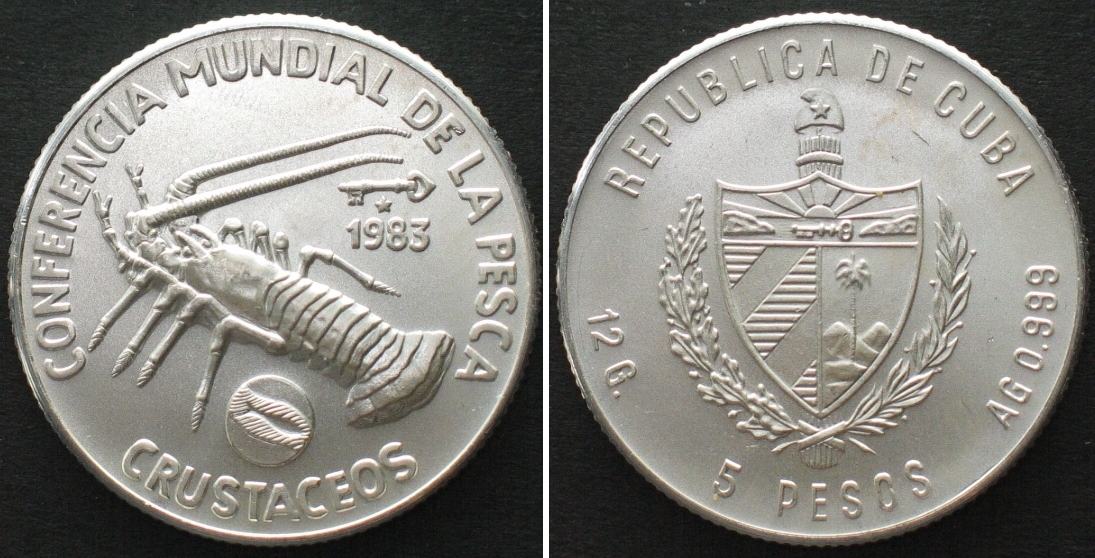 CONFERENCIA MUNDIAL DE LA PESCA
1983
CRUSTACEOS
REPUBLICA DE CUBA
12 G.
AG 0.999
5 PESOS